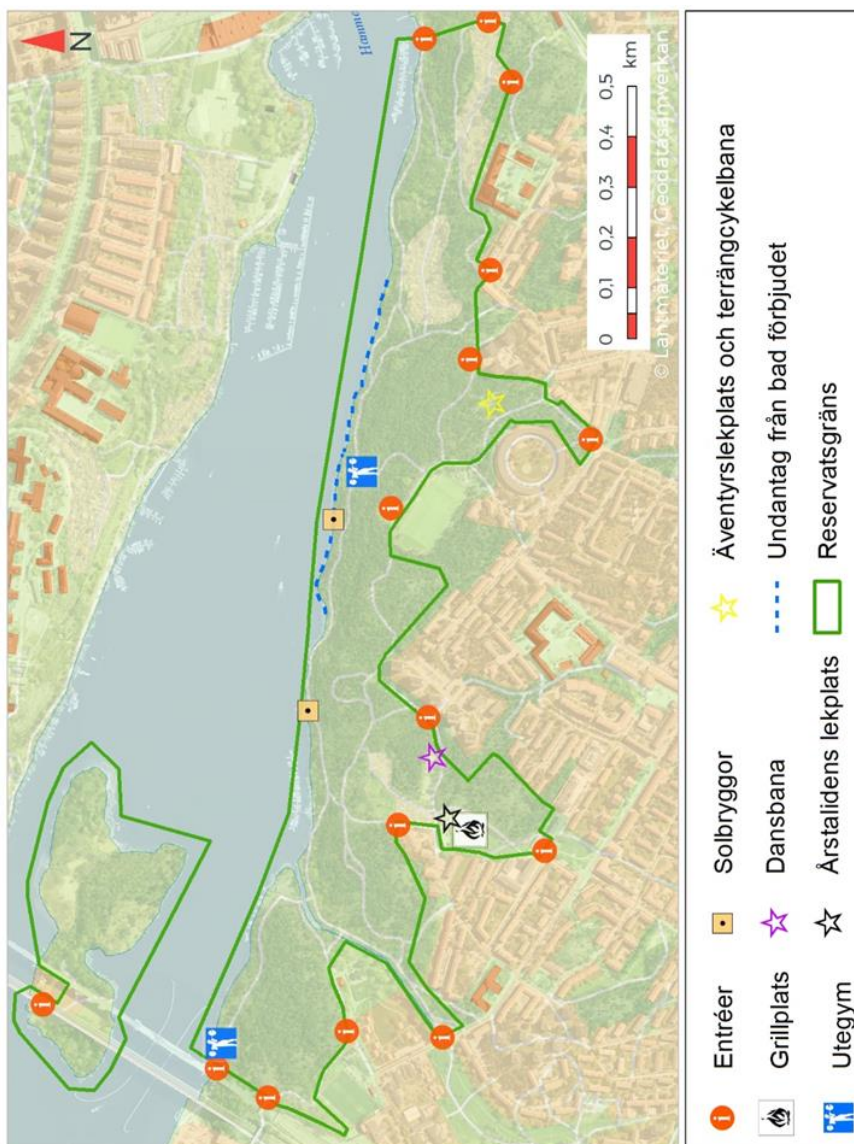 N
Hamme
0 0,1 0,2 0,3 0,4 0,5
km
© Lantmäteriet, Geodatasamverkan
Entréer
Grillplats
Utegym
Solbryggor
Dansbana
Årstalidens lekplats
Äventyrslekplats och terrängcykelbana
Undantag från bad förbjudet
Reservatsgräns